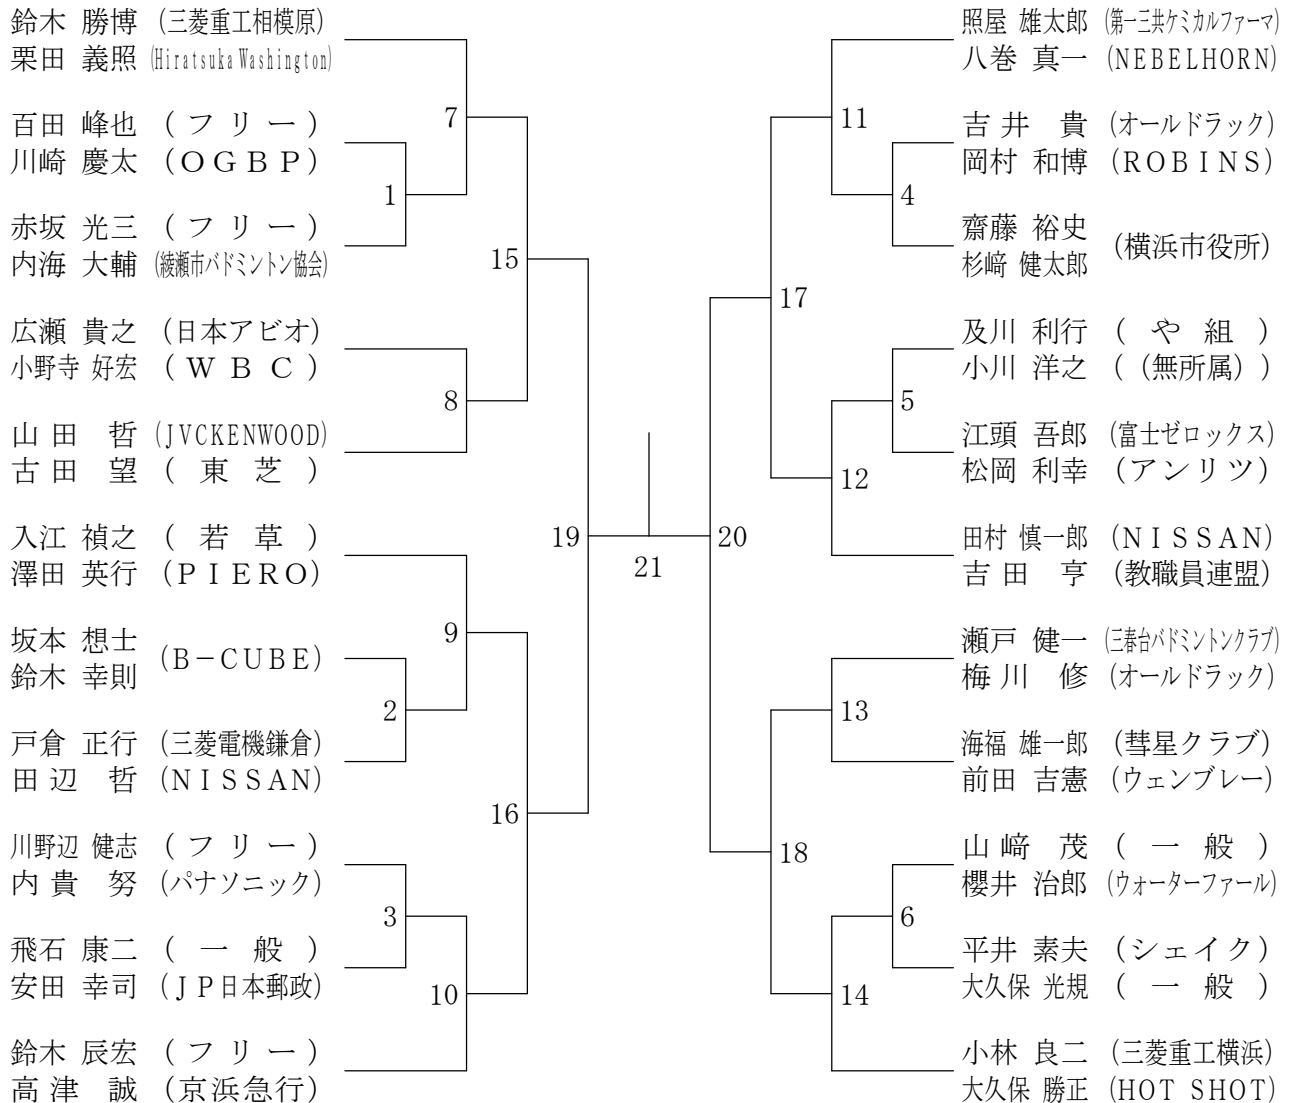 鈴木 勝博 (三菱重工相模原)
栗田 義照 (Hiratsuka Washington)
百田 峰也 (フリー)
川崎 慶太 (OGBP)
赤坂 光三 (フリー)
内海 大輔 (綾瀬市バドミントン協会)
広瀬 貴之 (日本アビオ)
小野寺 好宏 (WBC)
山田 哲 (JVCKENWOOD)
古田 望 (東芝)
入江 禎之 (若草)
澤田 英行 (PIERO)
坂本 想士
鈴木 幸則
(B-CUBE)
戸倉 正行 (三菱電機鎌倉)
田辺 哲 (NISSAN)
川野辺 健志 (フリー)
内貴 努 (パナソニック)
飛石 康二 (一般)
安田 幸司 (JP日本郵政)
鈴木 辰宏 (フリー)
高津 誠 (京浜急行)
7
1
15
8
19
9
2
16
3
10
21
11
4
17
5
12
20
13
18
6
14
照屋 雄太郎 (第一三共ケミカルファーマ)
八巻 真一 (NEBELHORN)
吉井 貴 (オールドラック)
岡村 和博 (ROBINS)
齋藤 裕史
杉﨑 健太郎
(横浜市役所)
及川 利行 (や組)
小川 洋之 ((無所属))
江頭 吾郎 (富士ゼロックス)
松岡 利幸 (アンリツ)
田村 慎一郎 (NISSAN)
吉田 亨 (教職員連盟)
瀬戸 健一 (三春台バドミントンクラブ)
梅川 修 (オールドラック)
海福 雄一郎 (彗星クラブ)
前田 吉憲 (ウェンブレー)
山﨑 茂 (一般)
櫻井 治郎 (ウォーターファール)
平井 素夫 (シェイク)
大久保 光規 (一般)
小林 良二 (三菱重工横浜)
大久保 勝正 (HOT SHOT)